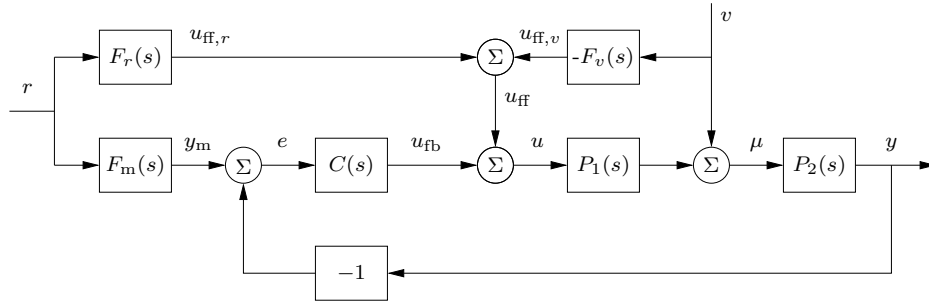 v
u_ff,r
u_ff,v
F_r(s)
Σ
-F_v(s)
r
u_ff
y_m
e
u_fb
u
μ
y
F_m(s)
Σ
C(s)
Σ
P_1(s)
Σ
P_2(s)
−1